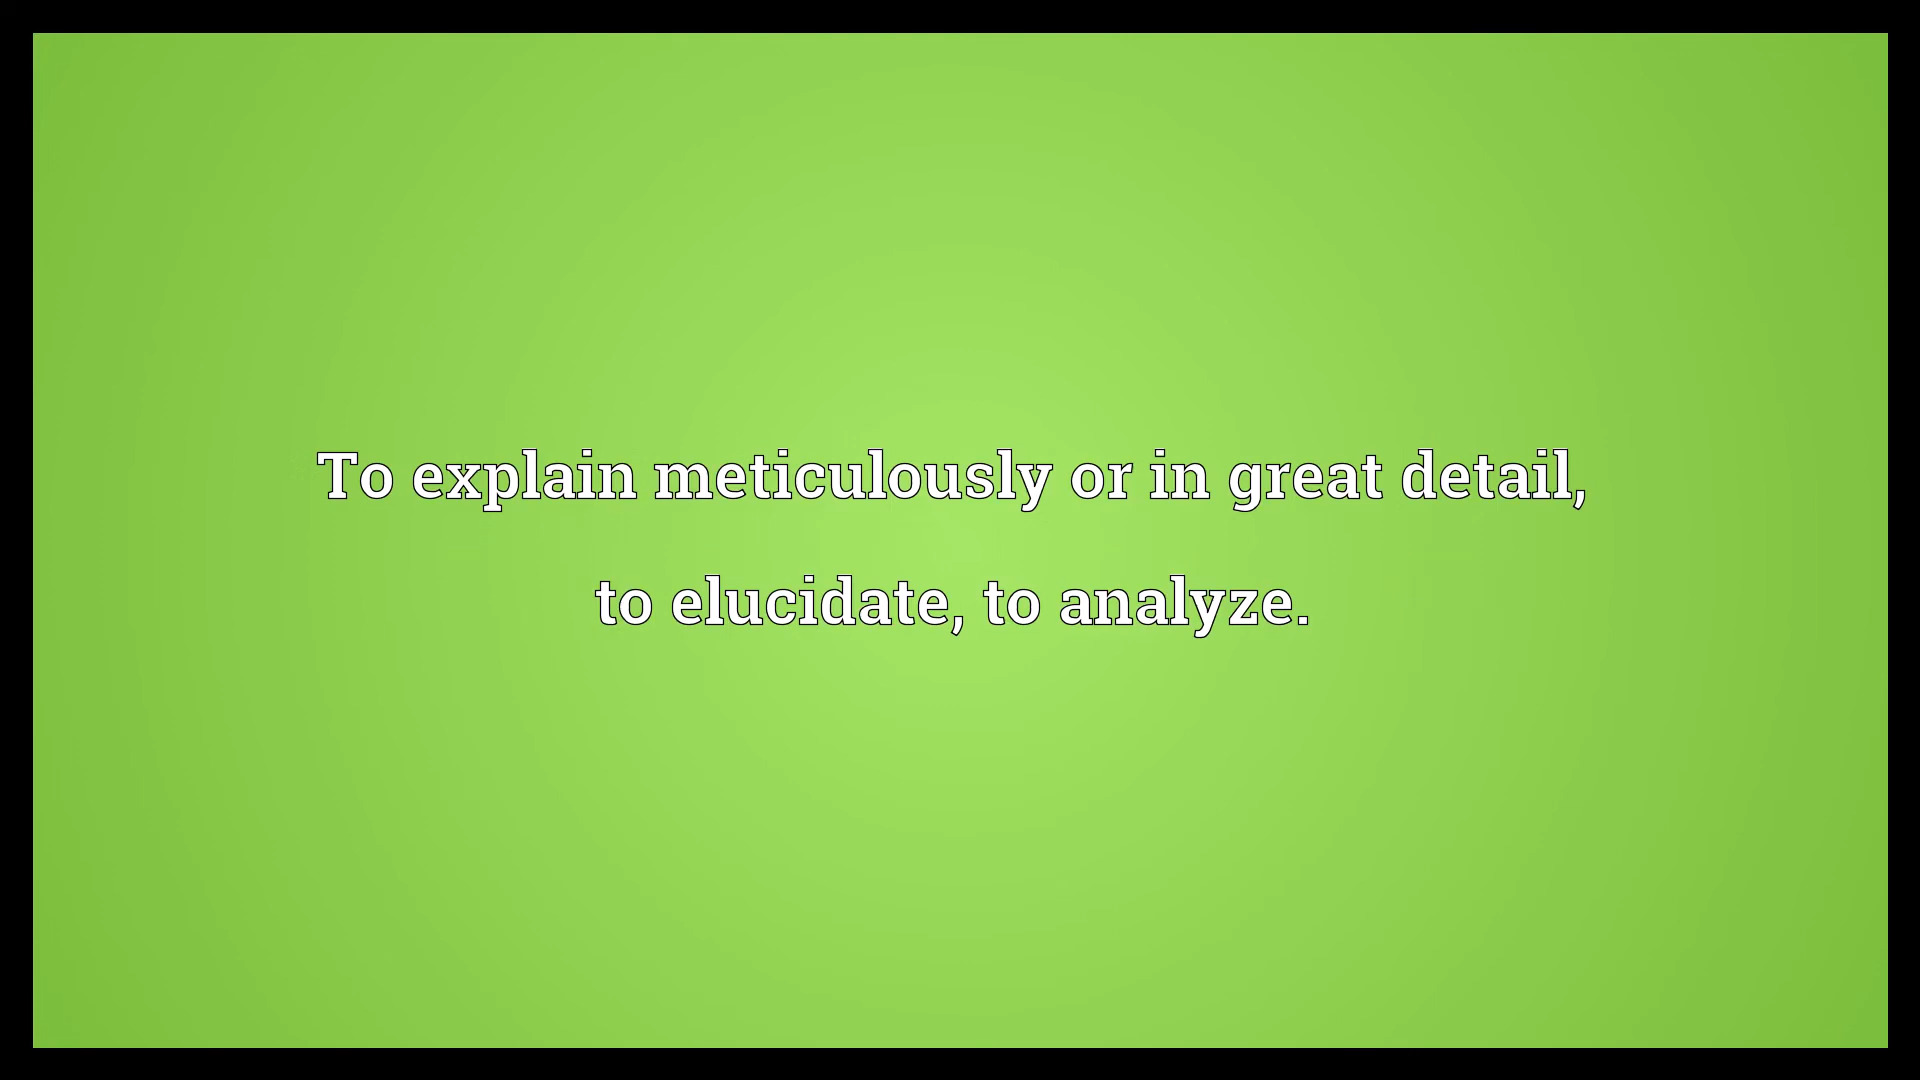 To explain meticulously or in great detail,
to elucidate, to analyze.